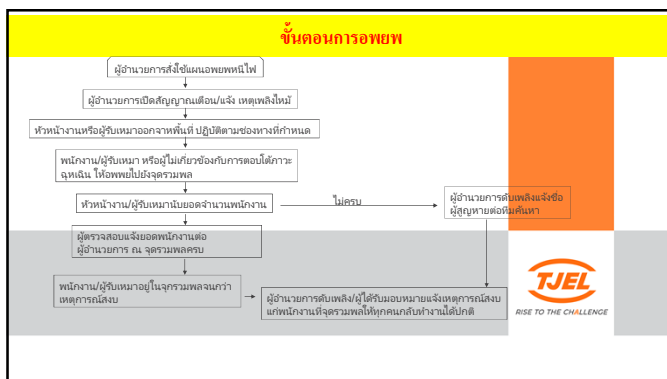 ขั้นตอนการอพยพ
ผู้อำนวยการสั่งใช้แผนอพยพหนีไฟ
ผู้อำนวยการเปิดสัญญาณเตือน/แจ้ง เหตุเพลิงไหม้
หัวหน้างานหรือผู้รับเหมาออกจาหพื้นที่ ปฏิบัติตามช่องทางที่กำหนด
พนักงาน/ผู้รับเหมา หรือผู้ไม่เกี่ยวข้องกับการตอบโต้ภาวะ
ฉุหเฉิน ให้อพพยไปยังจุดรวมพล
หัวหน้างาน/ผู้รับเหมานับยอดจำนวนพนักงาน
ไม่ครบ
ผู้อำนวยการดับเพลิงแจ้งชื่อ
ผู้สูญหายต่อทีมค้นหา
ผู้ตรวจสอบแจ้งยอดพนักงานต่อ
ผู้อำนวยการ ณ จุดรวมพลครบ
พนักงาน/ผู้รับเหมาอยู่ในจุกรวมพลจนกว่า
เหตุการณ์สงบ
ผู้อำนวยการดับเพลิง/ผู้ได้รับมอบหมายแจ้งเหตุการณ์สงบ
แก่พนักงานที่จุดรวมพลให้ทุกคนกลับทำงานได้ปกติ
TJEL
RISE TO THE CHALLENGE